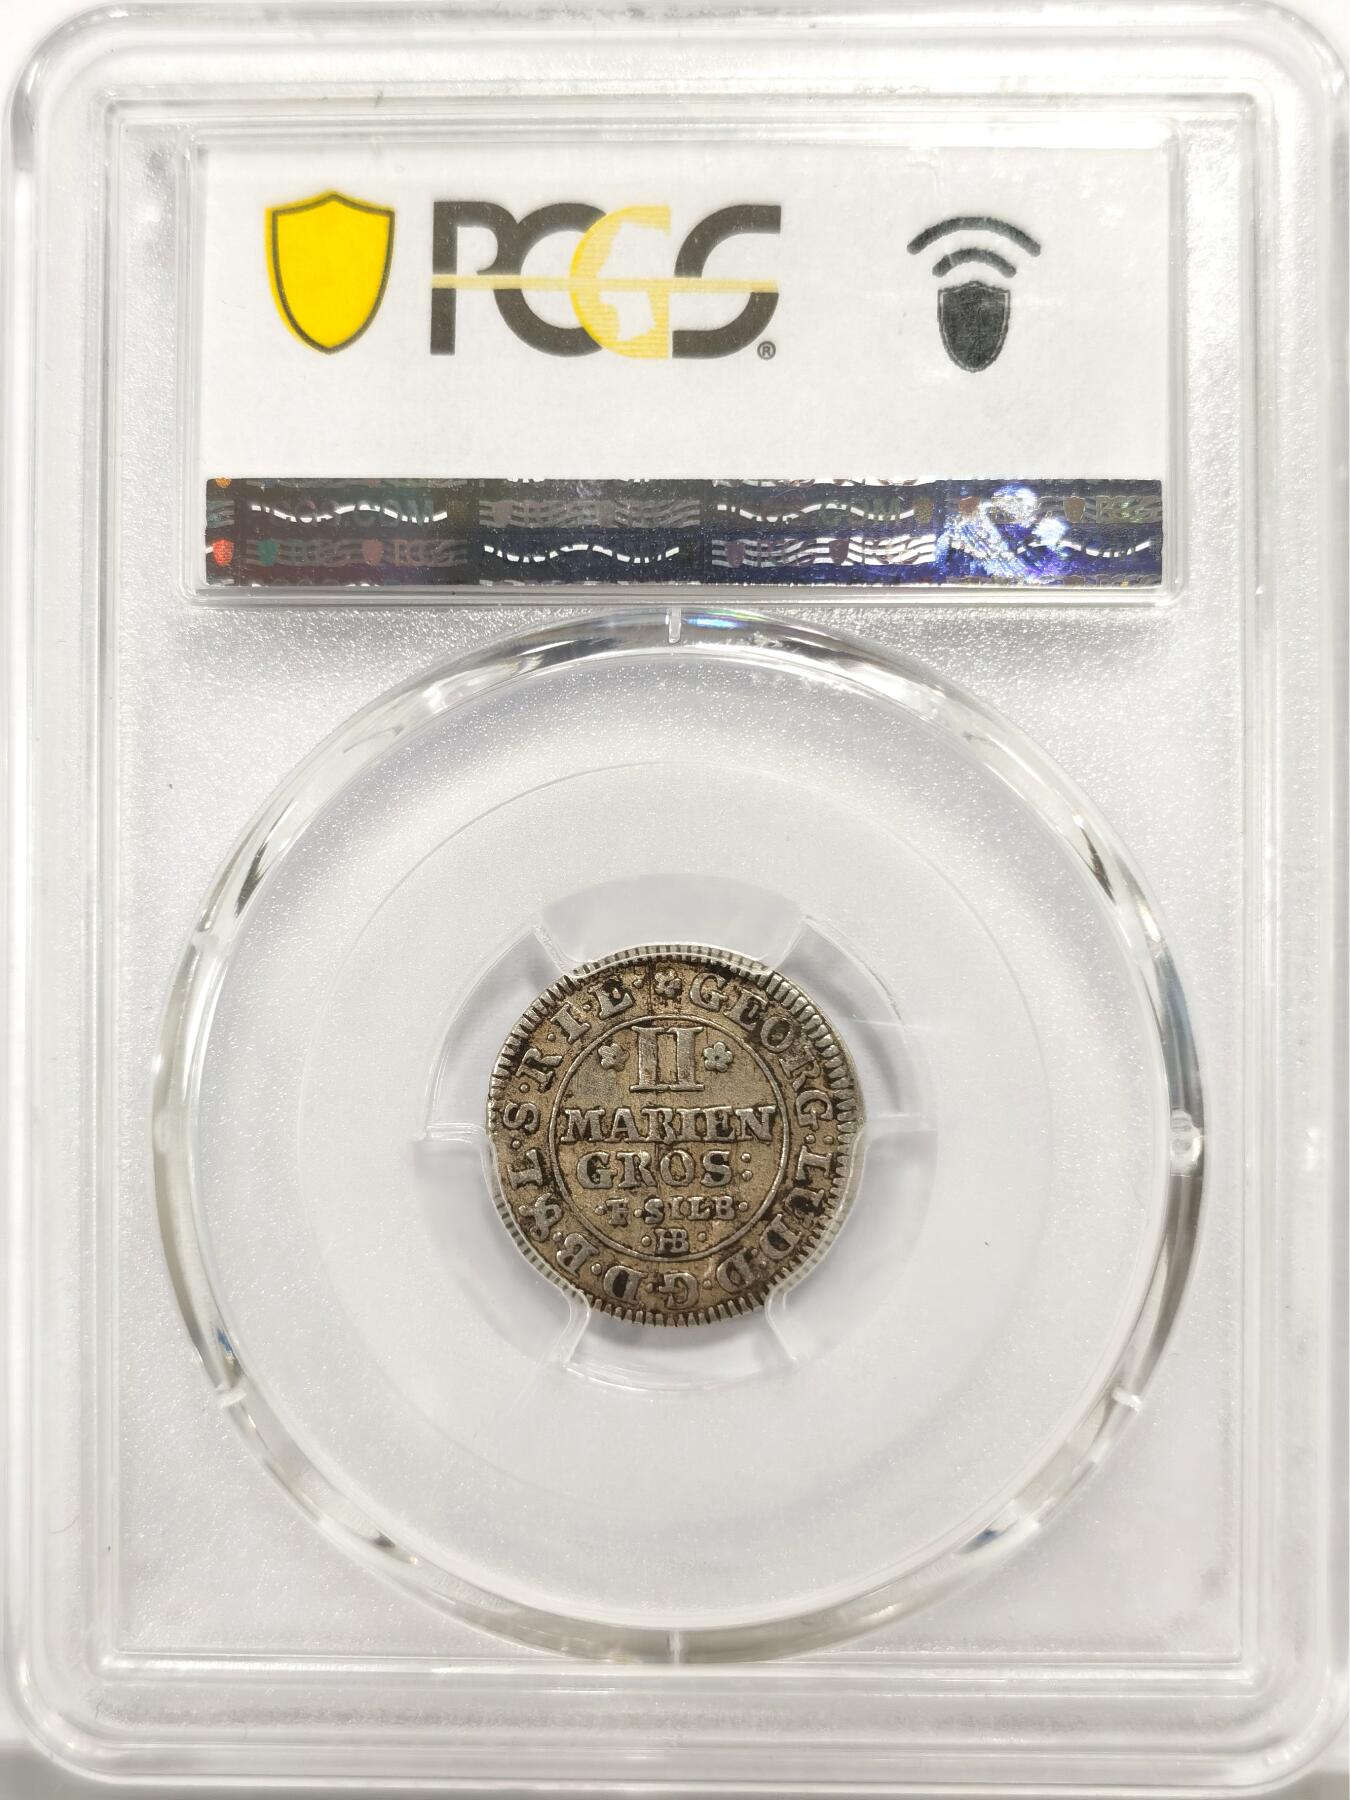 PCGS®
GEORG·LUD·D·G·D·B·&·L·S·R·I·E·
II
MARIEN
GROS:
·F·SILB·
·HB·